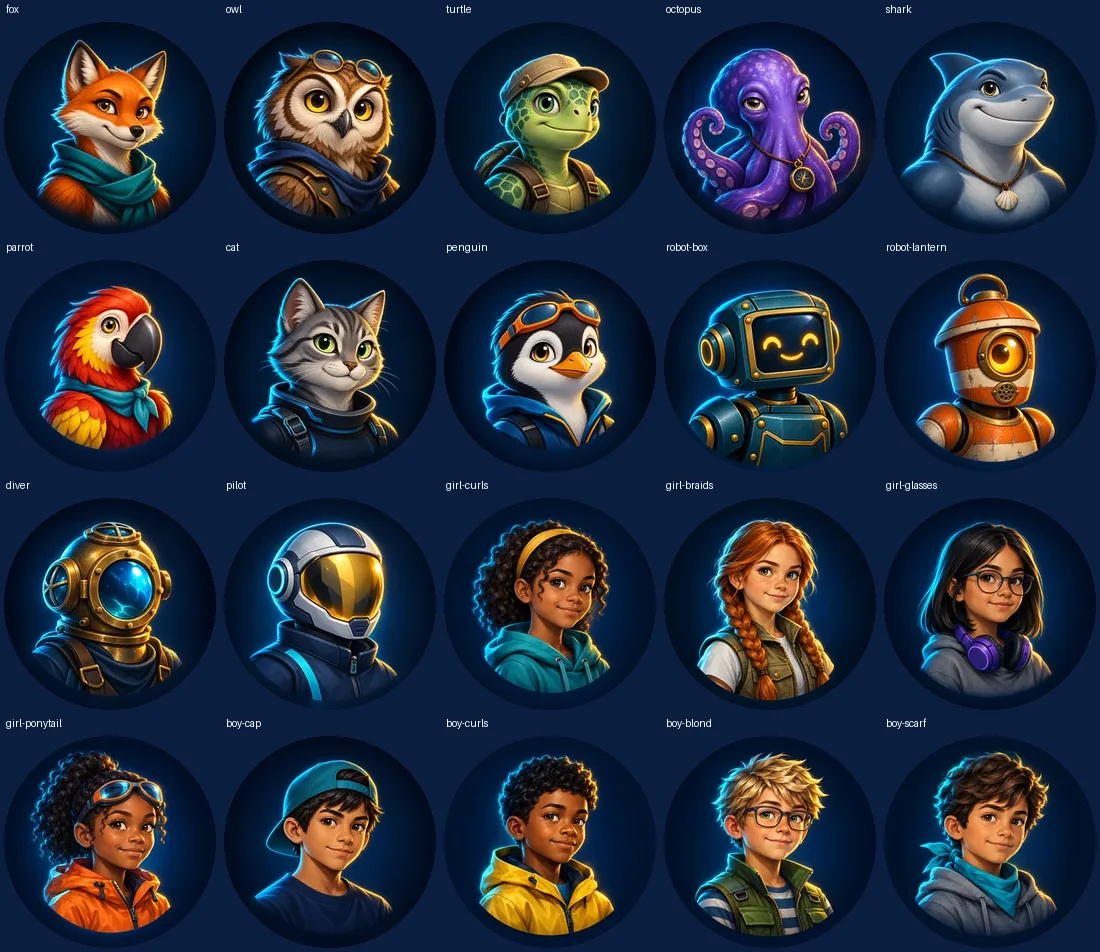 fox
owl
turtle
octopus
shark
parrot
cat
penguin
robot-box
robot-lantern
diver
pilot
girl-curls
girl-braids
girl-glasses
girl-ponytail
boy-cap
boy-curls
boy-blond
boy-scarf